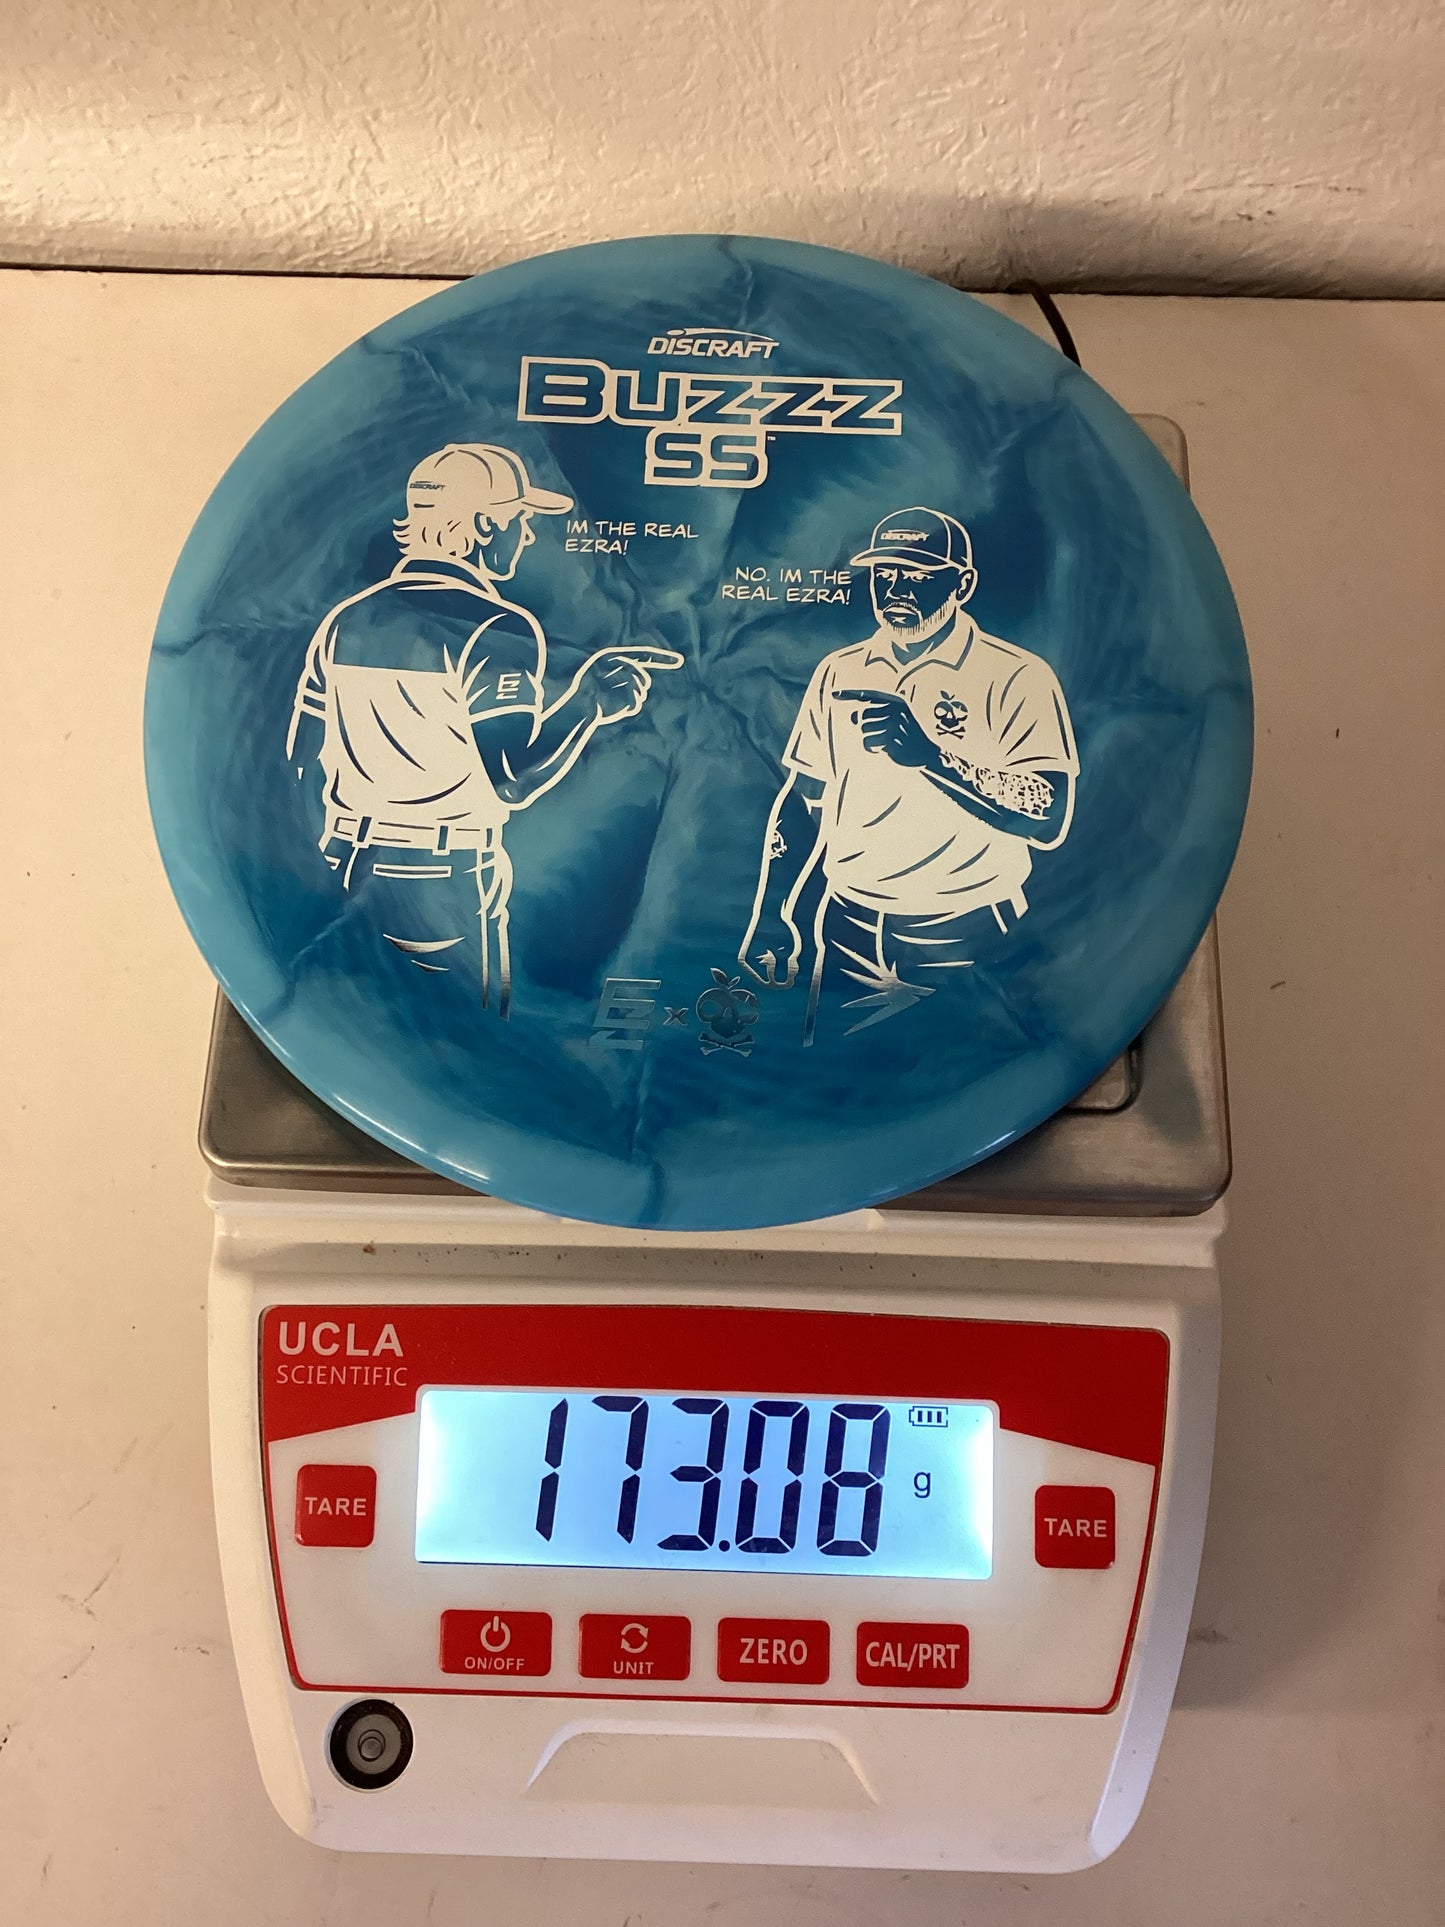 DISCRAFT
BUZZZ
SS™
DISCRAFT
IM THE REAL
EZRA!
DISCRAFT
NO. IM THE
REAL EZRA!
E
E x
UCLA
SCIENTIFIC
173.08
g
TARE
TARE
ON/OFF
UNIT
ZERO
CAL/PRT